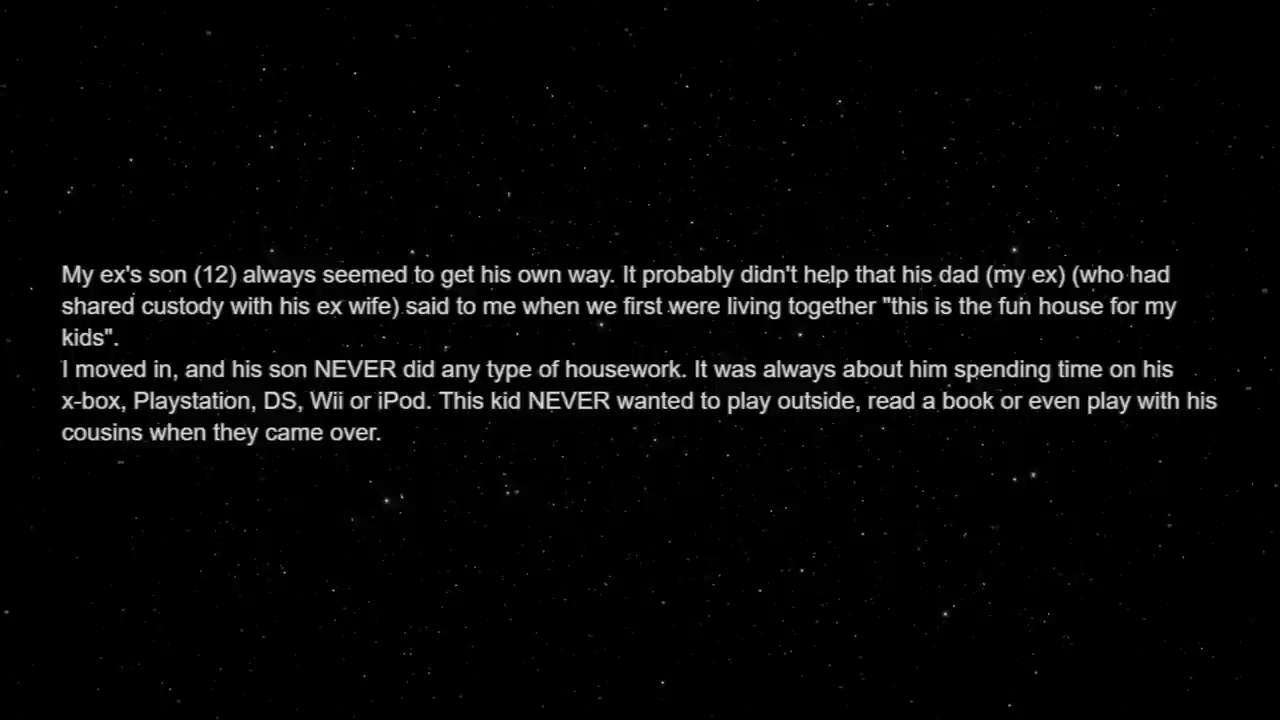 My ex's son (12) always seemed to get his own way. It probably didn't help that his dad (my ex) (who had
shared custody with his ex wife) said to me when we first were living together "this is the fun house for my
kids".
I moved in, and his son NEVER did any type of housework. It was always about him spending time on his
x-box, Playstation, DS, Wii or iPod. This kid NEVER wanted to play outside, read a book or even play with his
cousins when they came over.